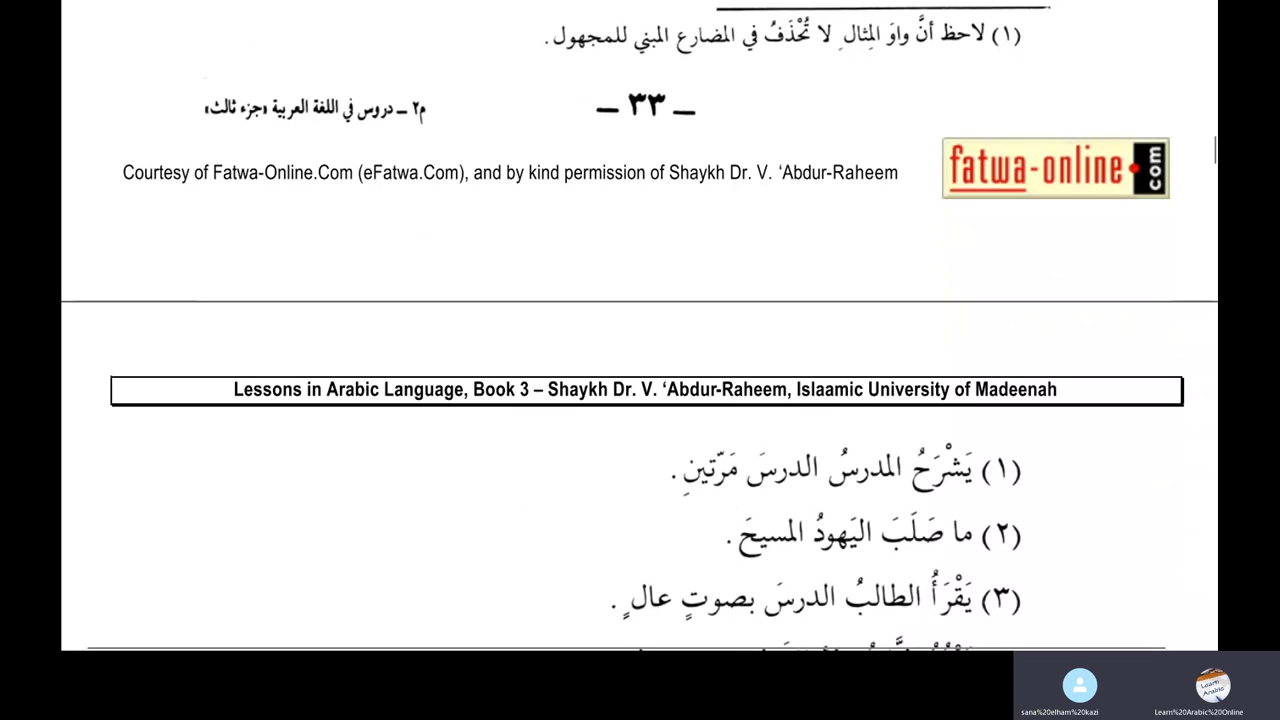 (١) لاحظ أنَّ واوَ المِثالِ لا تُحْذَفُ في المضارع المبني للمجهول .
— ٣٣ —
م٢ ــ دروس في اللغة العربية «جزء ثالث»
Courtesy of Fatwa-Online.Com (eFatwa.Com), and by kind permission of Shaykh Dr. V. ‘Abdur-Raheem
fatwa-online.com
Lessons in Arabic Language, Book 3 – Shaykh Dr. V. ‘Abdur-Raheem, Islaamic University of Madeenah
(١) يَشْرَحُ المدرسُ الدرسَ مَرّتينِ .
(٢) ما صَلَبَ اليَهودُ المسيحَ .
(٣) يَقْرَأُ الطالبُ الدرسَ بصوتٍ عالٍ .
sana%20elham%20kazi
Learn%20Arabic%20Online
Learn
Arabic